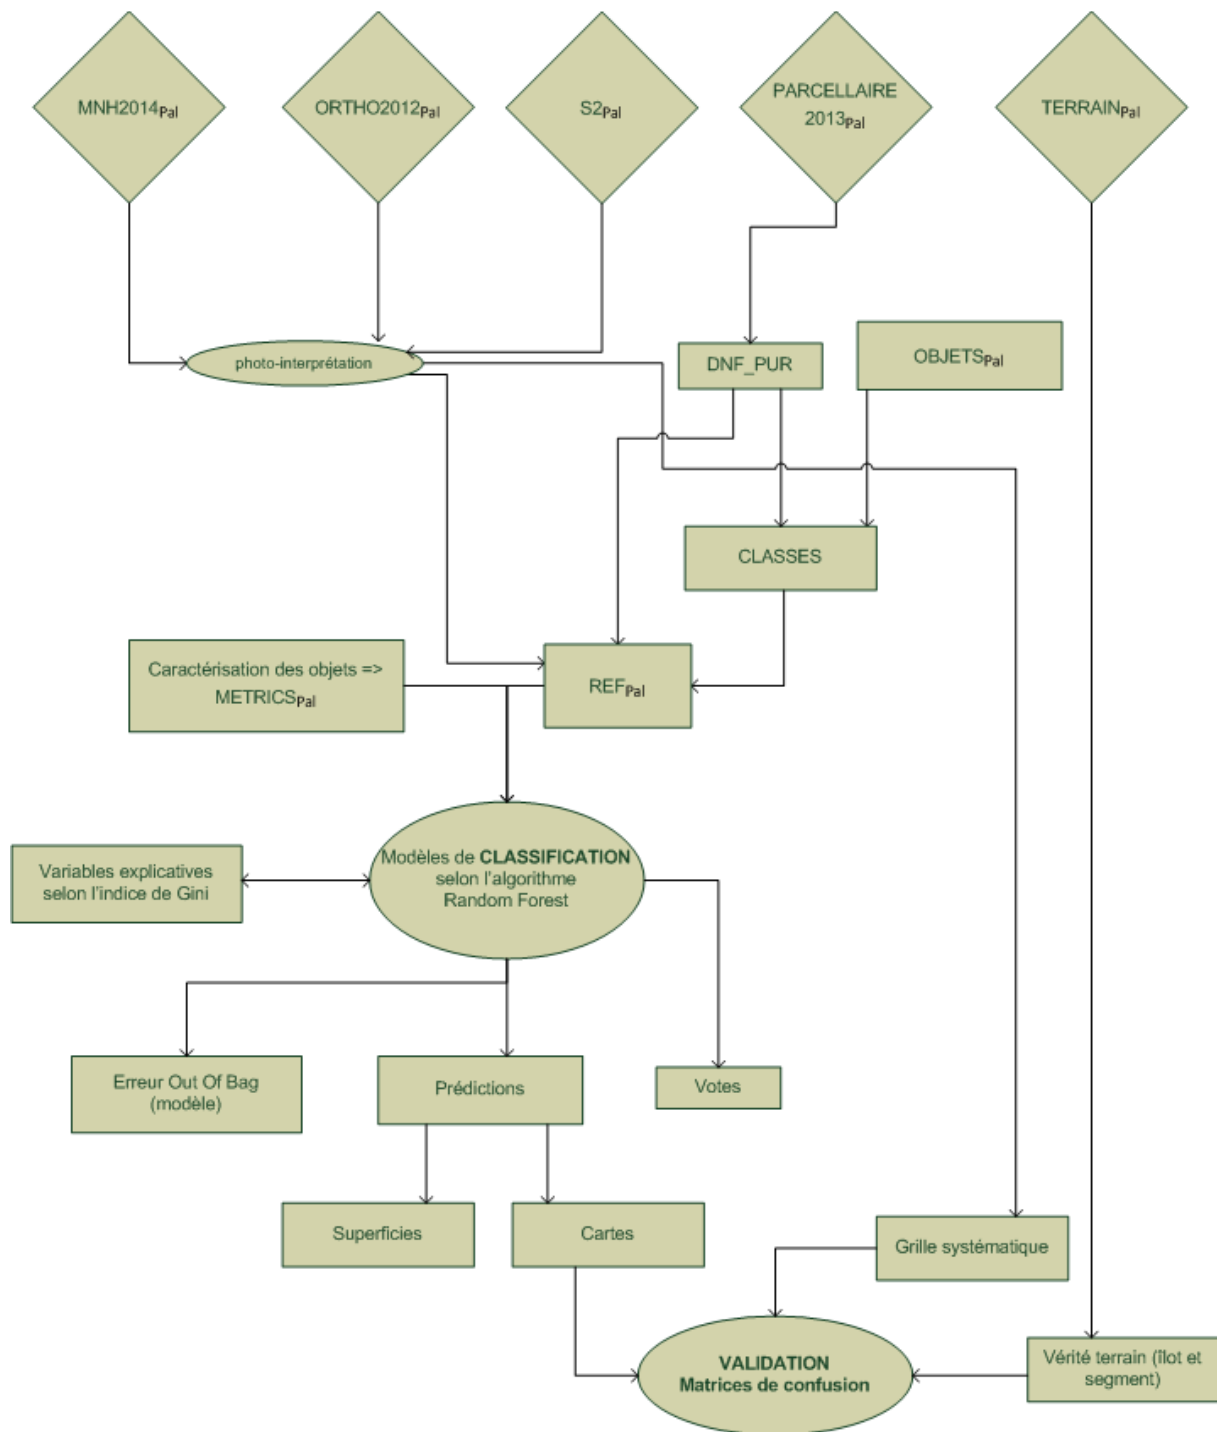 MNH2014Pal
ORTHO2012Pal
S2Pal
PARCELLAIRE
2013Pal
TERRAINPal
photo-interprétation
DNF_PUR
OBJETSPal
CLASSES
Caractérisation des objets =>
METRICSPal
REFPal
Modèles de CLASSIFICATION
selon l'algorithme
Random Forest
Variables explicatives
selon l'indice de Gini
Erreur Out Of Bag
(modèle)
Prédictions
Votes
Superficies
Cartes
Grille systématique
VALIDATION
Matrices de confusion
Vérité terrain (îlot et
segment)